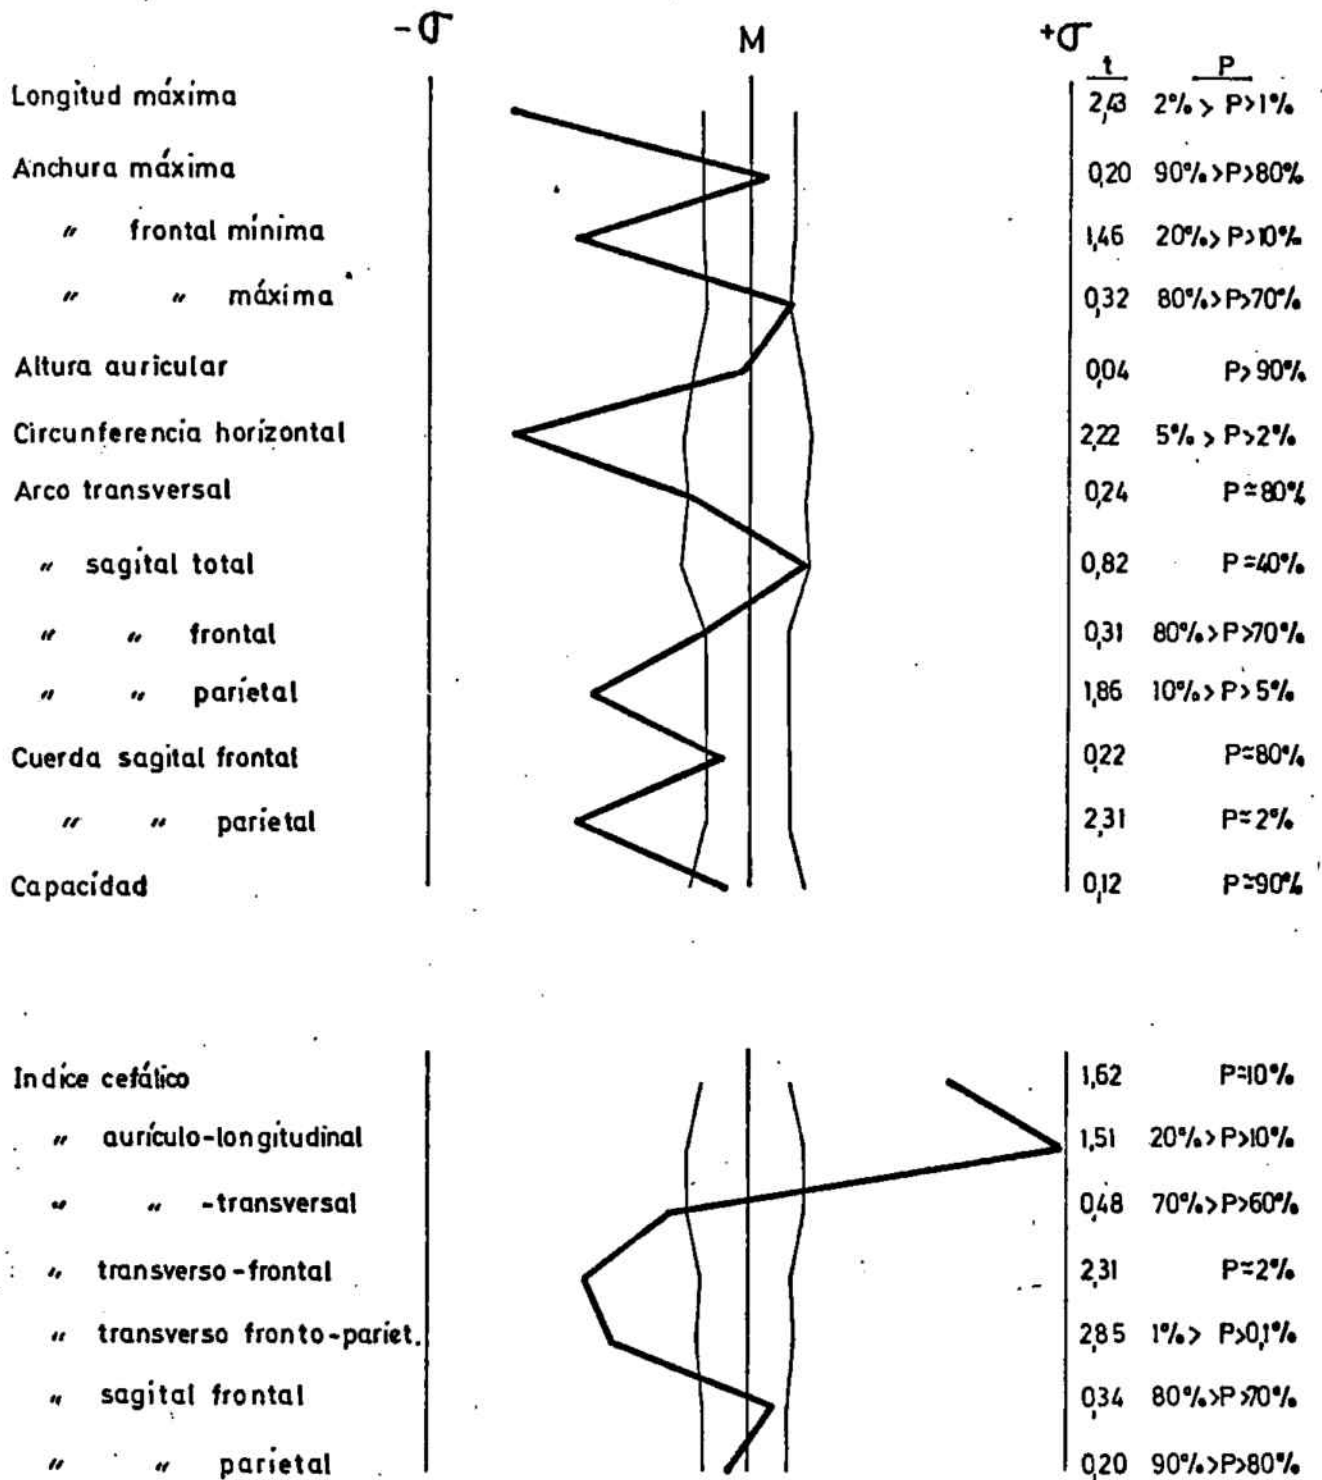 -σ M +σ
t P
Longitud máxima 2,43 2% > P>1%
Anchura máxima 0,20 90%>P>80%
" frontal mínima 1,46 20%>P>10%
" " máxima 0,32 80%>P>70%
Altura auricular 0,04 P>90%
Circunferencia horizontal 2,22 5%>P>2%
Arco transversal 0,24 P≃80%
" sagital total 0,82 P≃40%
" " frontal 0,31 80%>P>70%
" " parietal 1,86 10%>P>5%
Cuerda sagital frontal 0,22 P≃80%
" " parietal 2,31 P≃2%
Capacidad 0,12 P≃90%
Indice cefálico 1,62 P≃10%
" aurículo-longitudinal 1,51 20%>P>10%
" " -transversal 0,48 70%>P>60%
" transverso-frontal 2,31 P≃2%
" transverso fronto-pariet. 2,85 1%> P>0,1%
" sagital frontal 0,34 80%>P>70%
" " parietal 0,20 90%>P>80%